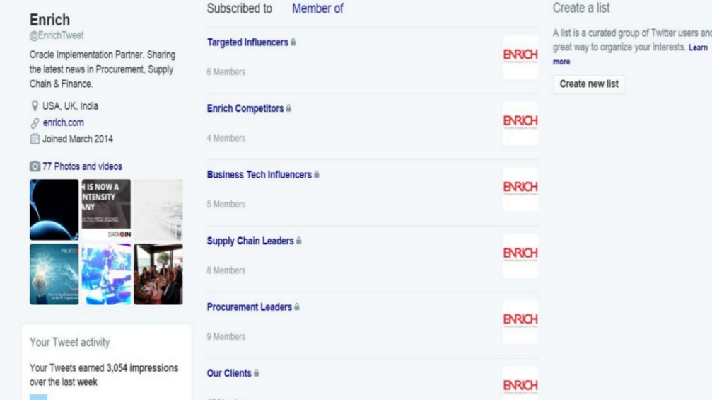 Enrich
@EnrichTweet
Oracle Implementation Partner. Sharing
the latest news in Procurement, Supply
Chain & Finance.
USA, UK, India
enrich.com
Joined March 2014
77 Photos and videos
H IS NOW A
NTENSITY
ANY
DATAGEN
Your Tweet activity
Your Tweets earned 3,054 impressions
over the last week
Subscribed to Member of
Targeted Influencers
6 Members
ENRICH
Enrich Competitors
4 Members
ENRICH
Business Tech Influencers
5 Members
ENRICH
Supply Chain Leaders
8 Members
ENRICH
Procurement Leaders
9 Members
ENRICH
Our Clients
ENRICH
Create a list
A list is a curated group of Twitter users and
great way to organize your interests. Learn
more
Create new list